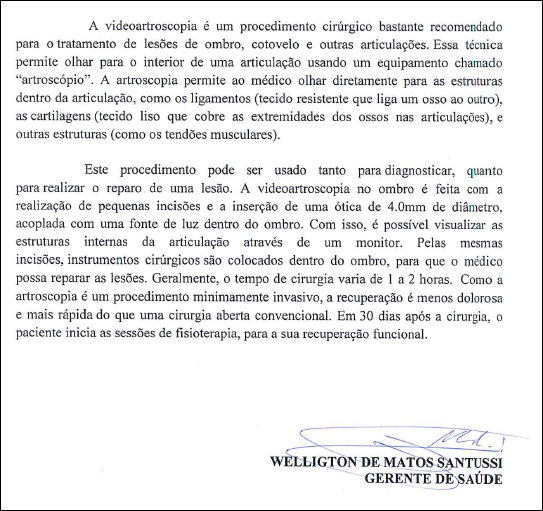 A videoartroscopia é um procedimento cirúrgico bastante recomendado
para o tratamento de lesões de ombro, cotovelo e outras articulações. Essa técnica
permite olhar para o interior de uma articulação usando um equipamento chamado
“artroscópio”. A artroscopia permite ao médico olhar diretamente para as estruturas
dentro da articulação, como os ligamentos (tecido resistente que liga um osso ao outro),
as cartilagens (tecido liso que cobre as extremidades dos ossos nas articulações), e
outras estruturas (como os tendões musculares).
Este procedimento pode ser usado tanto para diagnosticar, quanto
para realizar o reparo de uma lesão. A videoartroscopia no ombro é feita com a
realização de pequenas incisões e a inserção de uma ótica de 4.0mm de diâmetro,
acoplada com uma fonte de luz dentro do ombro. Com isso, é possível visualizar as
estruturas internas da articulação através de um monitor. Pelas mesmas
incisões, instrumentos cirúrgicos são colocados dentro do ombro, para que o médico
possa reparar as lesões. Geralmente, o tempo de cirurgia varia de 1 a 2 horas. Como a
artroscopia é um procedimento minimamente invasivo, a recuperação é menos dolorosa
e mais rápida do que uma cirurgia aberta convencional. Em 30 dias após a cirurgia, o
paciente inicia as sessões de fisioterapia, para a sua recuperação funcional.
WELLIGTON DE MATOS SANTUSSI
GERENTE DE SAÚDE